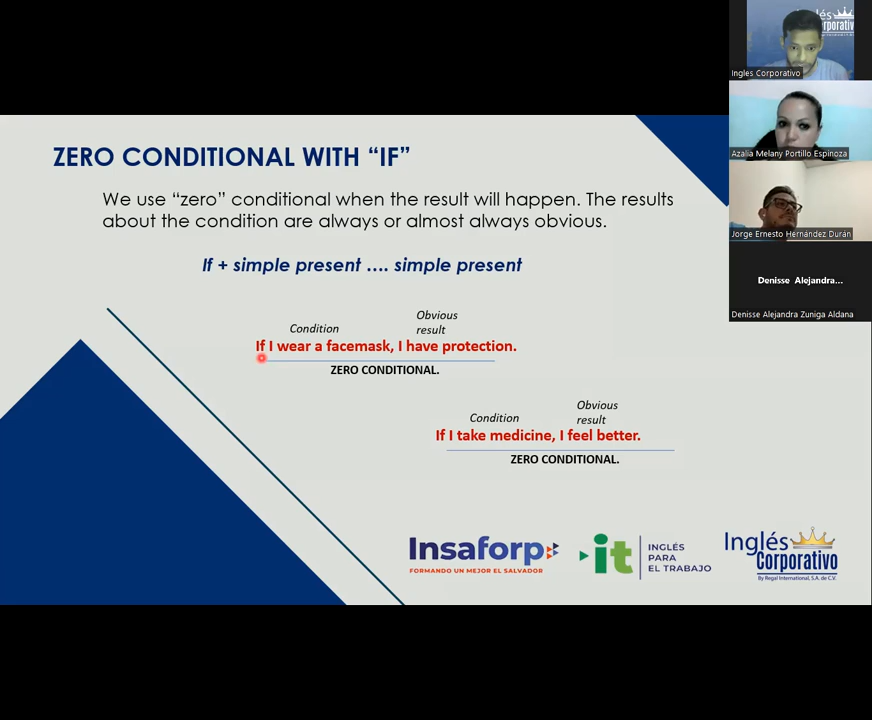 ZERO CONDITIONAL WITH “IF”
We use “zero” conditional when the result will happen. The results
about the condition are always or almost always obvious.
If + simple present .... simple present
Condition
Obvious
result
If I wear a facemask, I have protection.
ZERO CONDITIONAL.
Condition
Obvious
result
If I take medicine, I feel better.
ZERO CONDITIONAL.
Insaforp
FORMANDO UN MEJOR EL SALVADOR
it
INGLÉS
PARA
EL TRABAJO
Inglés
Corporativo
By Regal International, S.A. de C.V.
Ingles Corporativo
Azalia Melany Portillo Espinoza
Jorge Ernesto Hernández Durán
Denisse Alejandra...
Denisse Alejandra Zuniga Aldana